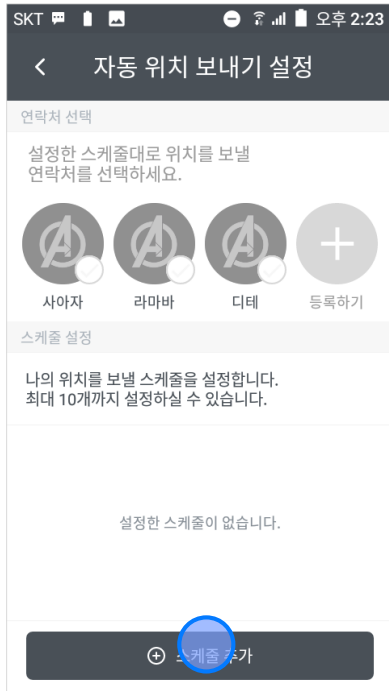 SKT 오후 2:23
자동 위치 보내기 설정
연락처 선택
설정한 스케줄대로 위치를 보낼
연락처를 선택하세요.
사아자 라마바 디테 등록하기
스케줄 설정
나의 위치를 보낼 스케줄을 설정합니다.
최대 10개까지 설정하실 수 있습니다.
설정한 스케줄이 없습니다.
스케줄 추가